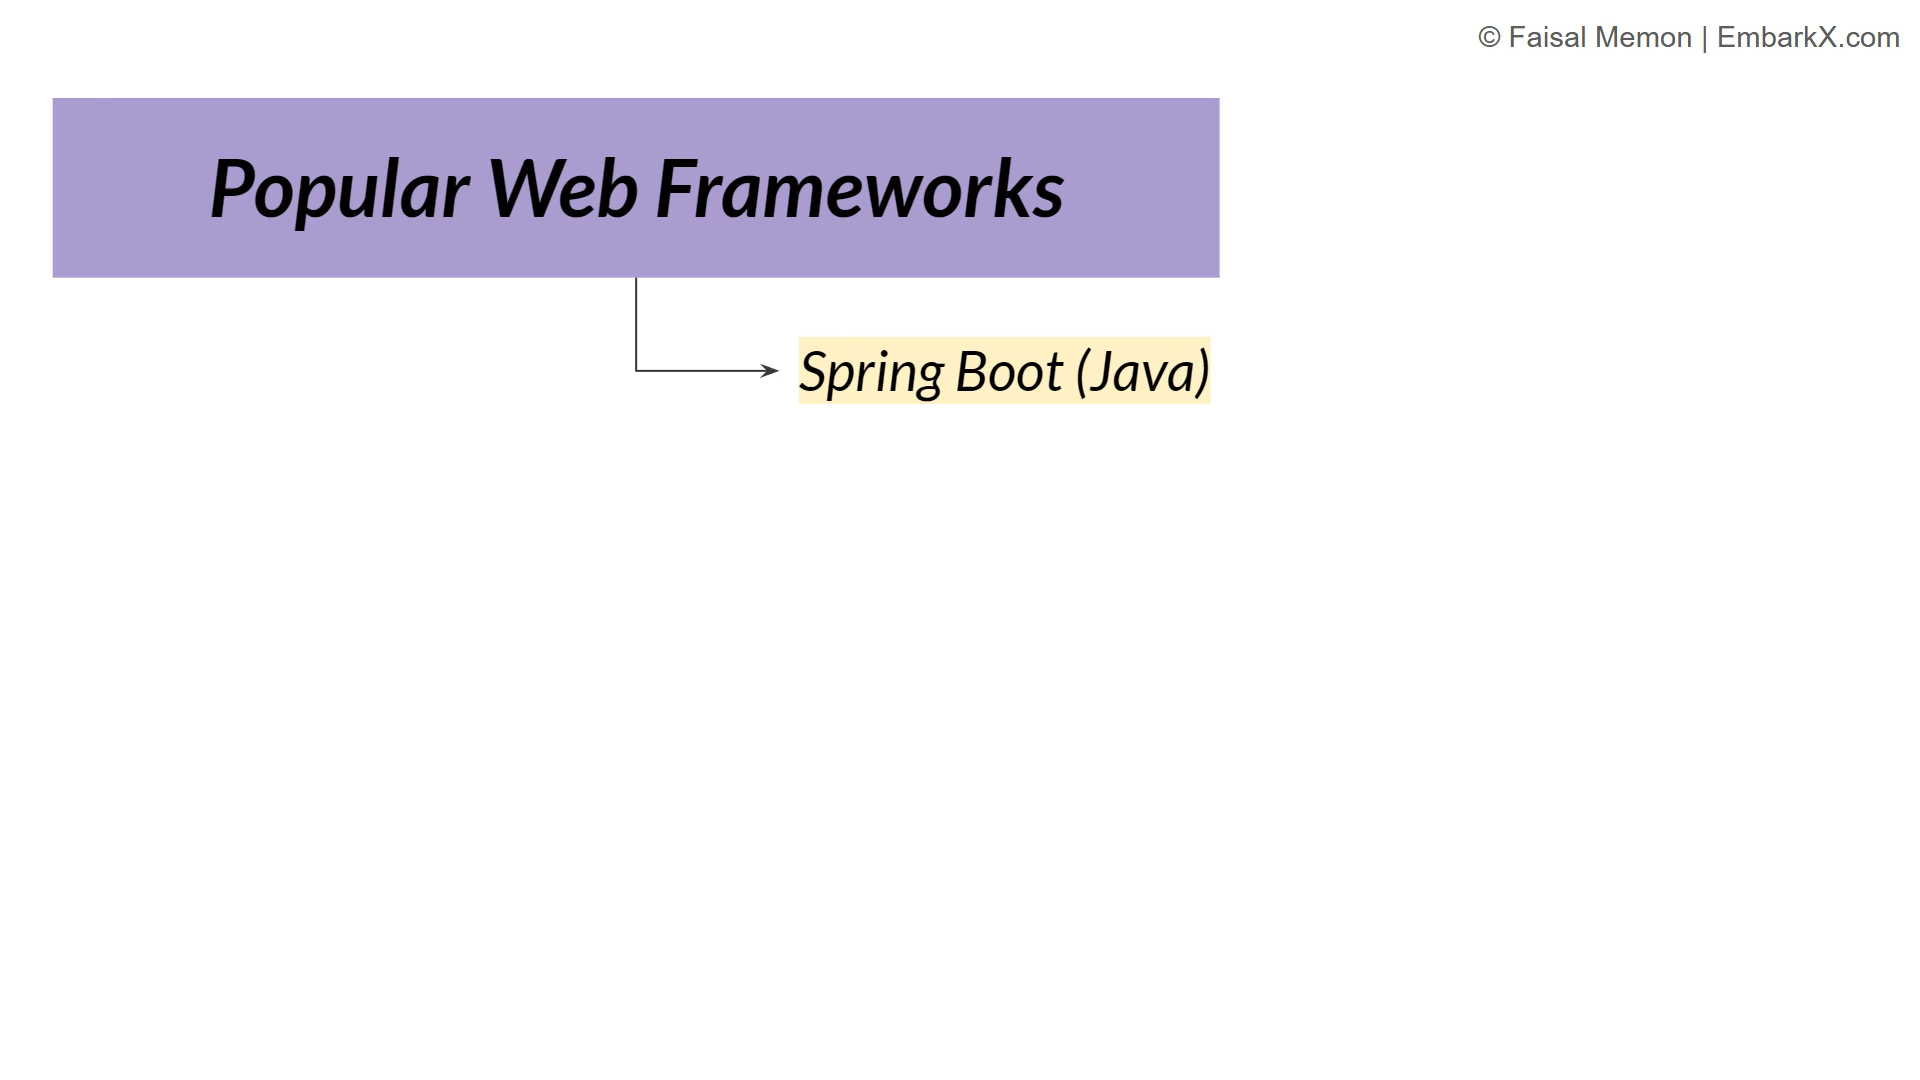 © Faisal Memon | EmbarkX.com
Popular Web Frameworks
Spring Boot (Java)